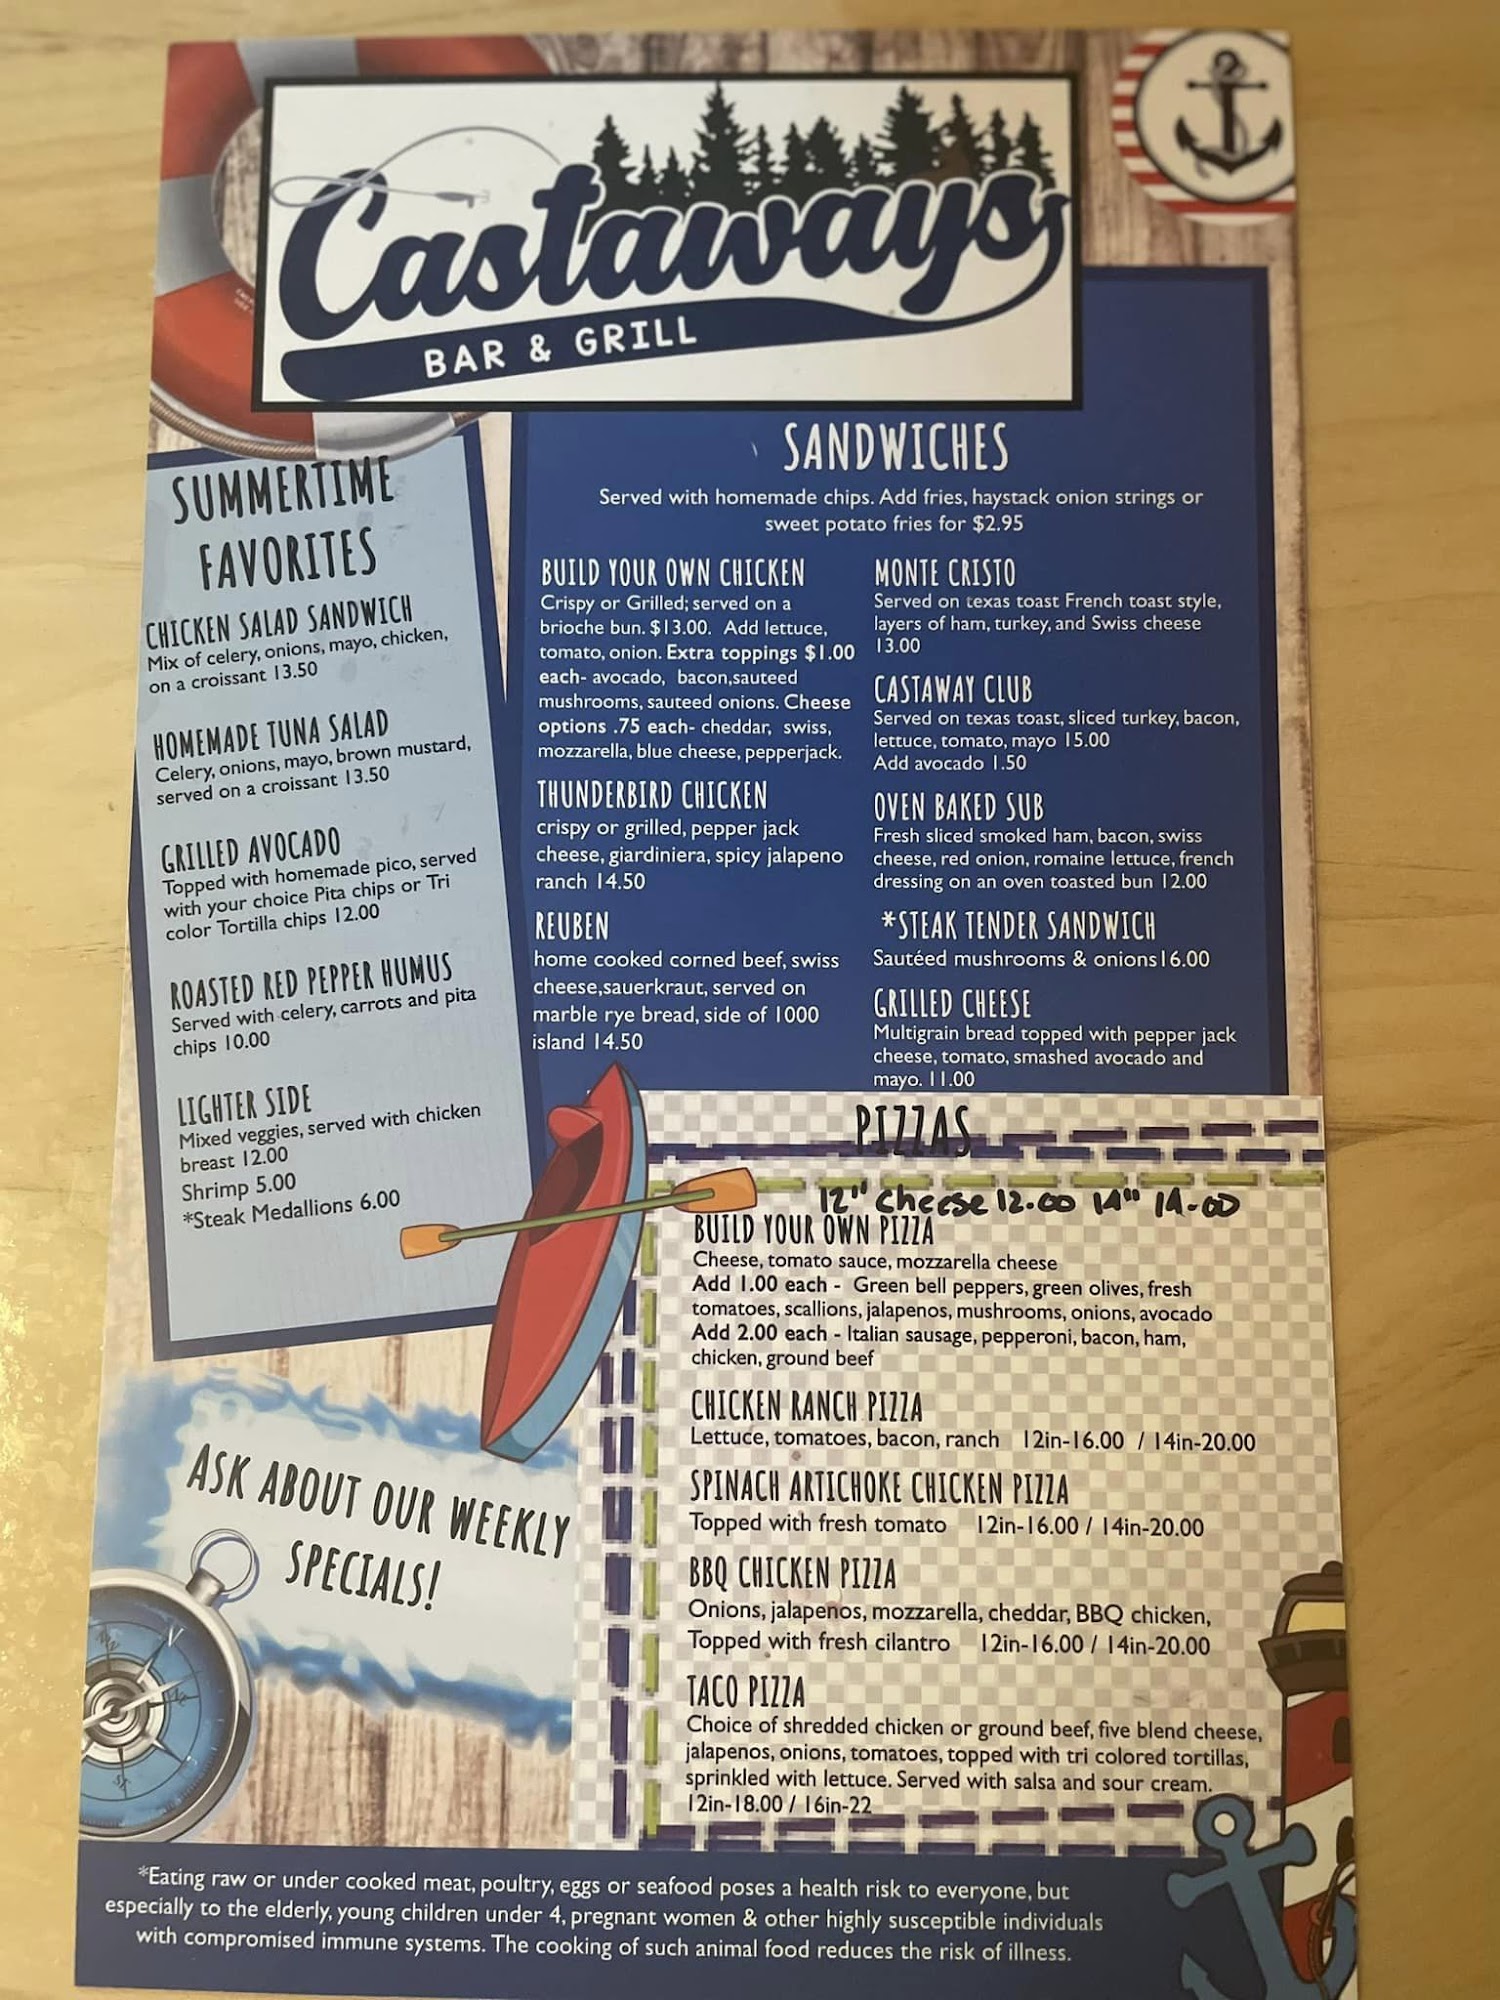 Castaways
BAR & GRILL
SUMMERTIME
FAVORITES
CHICKEN SALAD SANDWICH
Mix of celery, onions, mayo, chicken,
on a croissant 13.50
HOMEMADE TUNA SALAD
Celery, onions, mayo, brown mustard,
served on a croissant 13.50
GRILLED AVOCADO
Topped with homemade pico, served
with your choice Pita chips or Tri
color Tortilla chips 12.00
ROASTED RED PEPPER HUMUS
Served with celery, carrots and pita
chips 10.00
LIGHTER SIDE
Mixed veggies, served with chicken
breast 12.00
Shrimp 5.00
*Steak Medallions 6.00
SANDWICHES
Served with homemade chips. Add fries, haystack onion strings or
sweet potato fries for $2.95
BUILD YOUR OWN CHICKEN
Crispy or Grilled; served on a
brioche bun. $13.00. Add lettuce,
tomato, onion. Extra toppings $1.00
each- avocado, bacon,sauteed
mushrooms, sauteed onions. Cheese
options .75 each- cheddar, swiss,
mozzarella, blue cheese, pepperjack.
THUNDERBIRD CHICKEN
crispy or grilled, pepper jack
cheese, giardiniera, spicy jalapeno
ranch 14.50
REUBEN
home cooked corned beef, swiss
cheese,sauerkraut, served on
marble rye bread, side of 1000
island 14.50
MONTE CRISTO
Served on texas toast French toast style,
layers of ham, turkey, and Swiss cheese
13.00
CASTAWAY CLUB
Served on texas toast, sliced turkey, bacon,
lettuce, tomato, mayo 15.00
Add avocado 1.50
OVEN BAKED SUB
Fresh sliced smoked ham, bacon, swiss
cheese, red onion, romaine lettuce, french
dressing on an oven toasted bun 12.00
*STEAK TENDER SANDWICH
Sautéed mushrooms & onions16.00
GRILLED CHEESE
Multigrain bread topped with pepper jack
cheese, tomato, smashed avocado and
mayo. 11.00
PIZZAS
12" Cheese 12.00 14" 14.00
BUILD YOUR OWN PIZZA
Cheese, tomato sauce, mozzarella cheese
Add 1.00 each - Green bell peppers, green olives, fresh
tomatoes, scallions, jalapenos, mushrooms, onions, avocado
Add 2.00 each - Italian sausage, pepperoni, bacon, ham,
chicken, ground beef
CHICKEN RANCH PIZZA
Lettuce, tomatoes, bacon, ranch 12in-16.00 / 14in-20.00
SPINACH ARTICHOKE CHICKEN PIZZA
Topped with fresh tomato 12in-16.00 / 14in-20.00
BBQ CHICKEN PIZZA
Onions, jalapenos, mozzarella, cheddar, BBQ chicken,
Topped with fresh cilantro 12in-16.00 / 14in-20.00
TACO PIZZA
Choice of shredded chicken or ground beef, five blend cheese,
jalapenos, onions, tomatoes, topped with tri colored tortillas,
sprinkled with lettuce. Served with salsa and sour cream.
12in-18.00 / 16in-22
ASK ABOUT OUR WEEKLY
SPECIALS!
N
*Eating raw or under cooked meat, poultry, eggs or seafood poses a health risk to everyone, but
especially to the elderly, young children under 4, pregnant women & other highly susceptible individuals
with compromised immune systems. The cooking of such animal food reduces the risk of illness.